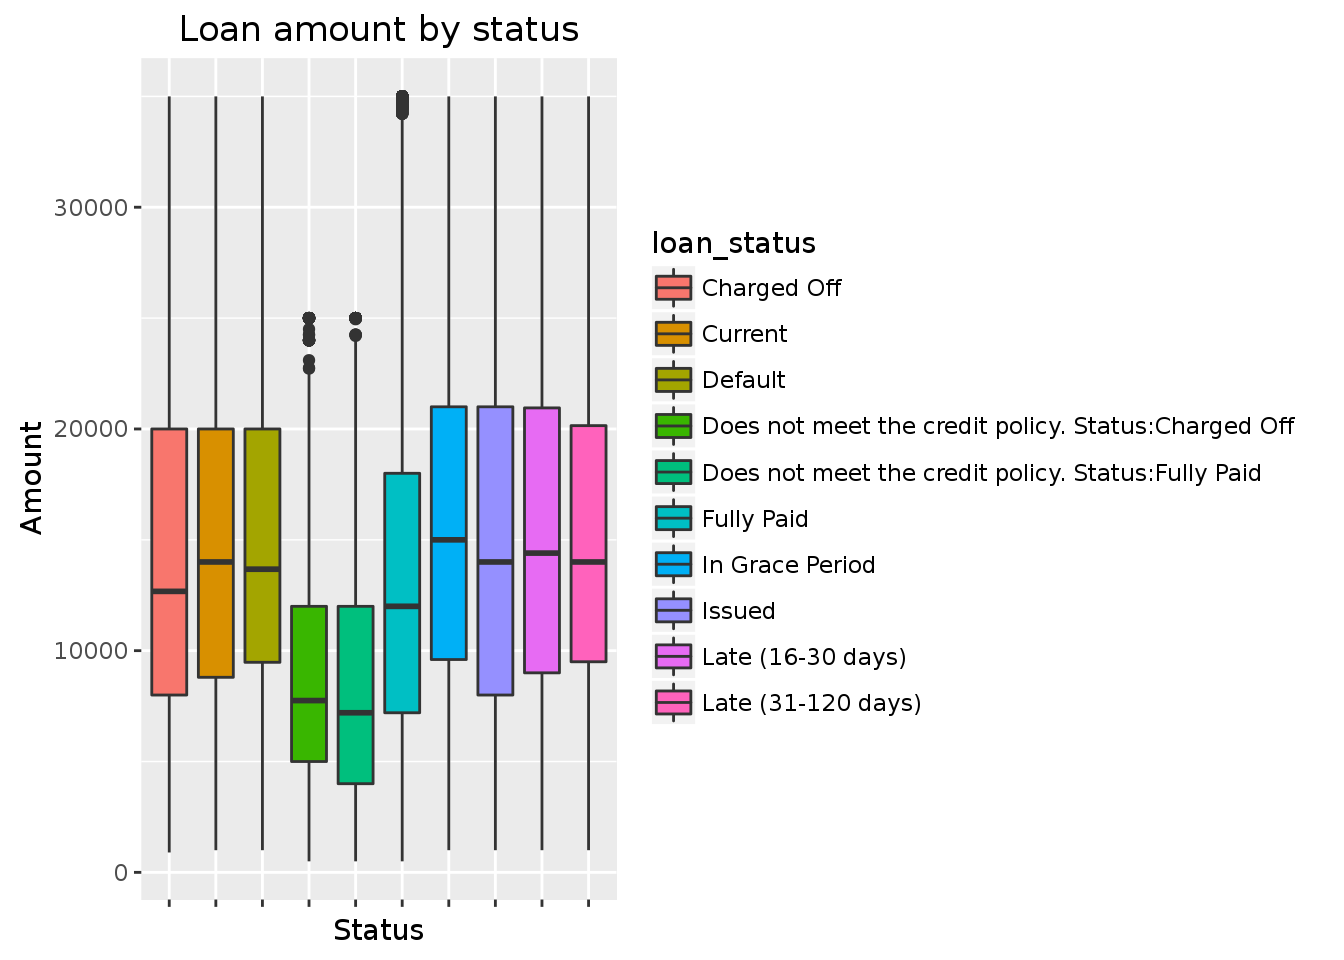 Loan amount by status
Amount
30000
20000
10000
0
Status
loan_status
Charged Off
Current
Default
Does not meet the credit policy. Status:Charged Off
Does not meet the credit policy. Status:Fully Paid
Fully Paid
In Grace Period
Issued
Late (16-30 days)
Late (31-120 days)